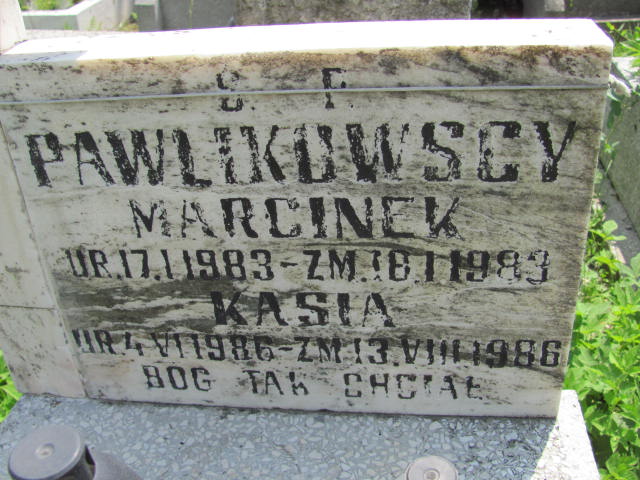 Ś. P.
PAWLIKOWSCY
MARCINEK
UR.17.I 1983-ZM.18.I 1983
KASIA
UR.4.VI 1986-ZM.13.VIII 1986
BÓG TAK CHCIAŁ